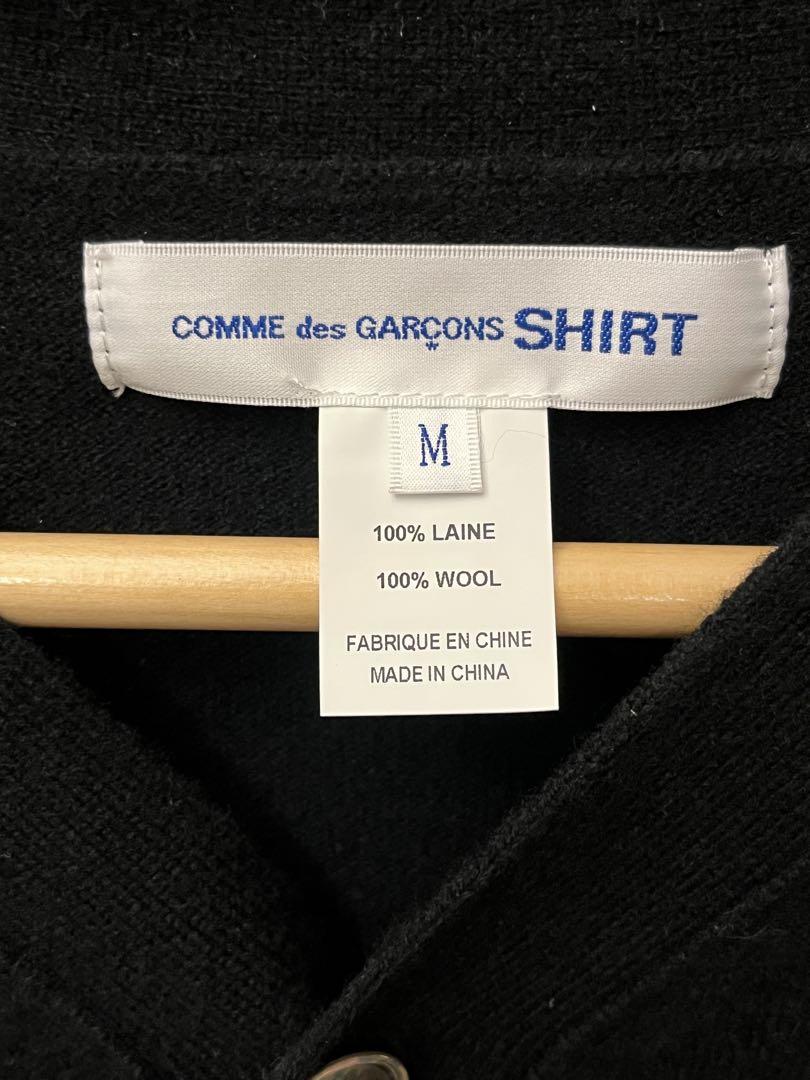 COMME des GARÇONS SHIRT
M
100% LAINE
100% WOOL
FABRIQUE EN CHINE
MADE IN CHINA